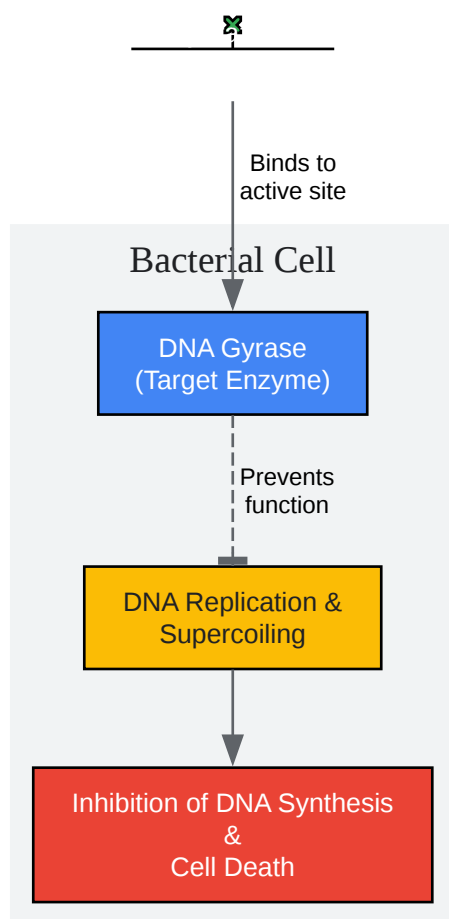 Binds to
active site
Bacterial Cell
DNA Gyrase
(Target Enzyme)
Prevents
function
DNA Replication &
Supercoiling
Inhibition of DNA Synthesis
&
Cell Death